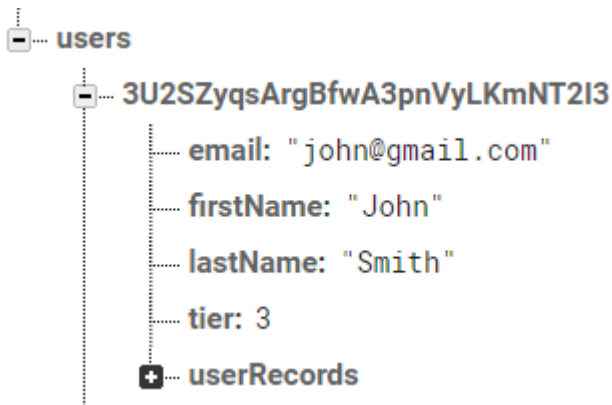 users
3U2SZyqsArgBfwA3pnVyLKmNT2I3
email: "john@gmail.com"
firstName: "John"
lastName: "Smith"
tier: 3
userRecords